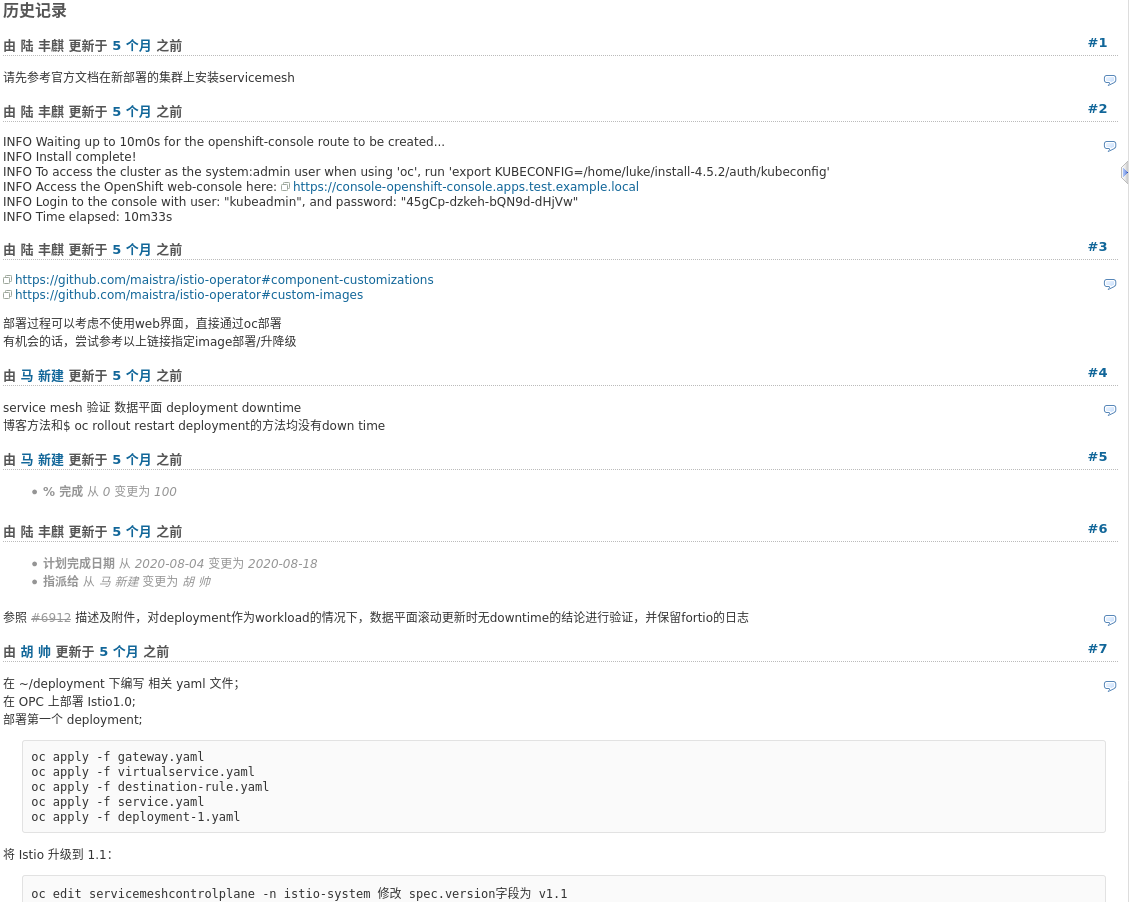 历史记录
由 陆 丰麒 更新于 5 个月 之前
#1
请先参考官方文档在新部署的集群上安装servicemesh
由 陆 丰麒 更新于 5 个月 之前
#2
INFO Waiting up to 10m0s for the openshift-console route to be created...
INFO Install complete!
INFO To access the cluster as the system:admin user when using 'oc', run 'export KUBECONFIG=/home/luke/install-4.5.2/auth/kubeconfig'
INFO Access the OpenShift web-console here: https://console-openshift-console.apps.test.example.local
INFO Login to the console with user: "kubeadmin", and password: "45gCp-dzkeh-bQN9d-dHjVw"
INFO Time elapsed: 10m33s
由 陆 丰麒 更新于 5 个月 之前
#3
https://github.com/maistra/istio-operator#component-customizations
https://github.com/maistra/istio-operator#custom-images
部署过程可以考虑不使用web界面，直接通过oc部署
有机会的话，尝试参考以上链接指定image部署/升降级
由 马 新建 更新于 5 个月 之前
#4
service mesh 验证 数据平面 deployment downtime
博客方法和$ oc rollout restart deployment的方法均没有down time
由 马 新建 更新于 5 个月 之前
#5
% 完成 从 0 变更为 100
由 陆 丰麒 更新于 5 个月 之前
#6
计划完成日期 从 2020-08-04 变更为 2020-08-18
指派给 从 马 新建 变更为 胡 帅
参照 #6912 描述及附件，对deployment作为workload的情况下，数据平面滚动更新时无downtime的结论进行验证，并保留fortio的日志
由 胡 帅 更新于 5 个月 之前
#7
在 ~/deployment 下编写 相关 yaml 文件；
在 OPC 上部署 Istio1.0;
部署第一个 deployment;
oc apply -f gateway.yaml
oc apply -f virtualservice.yaml
oc apply -f destination-rule.yaml
oc apply -f service.yaml
oc apply -f deployment-1.yaml
将 Istio 升级到 1.1：
oc edit servicemeshcontrolplane -n istio-system 修改 spec.version字段为 v1.1